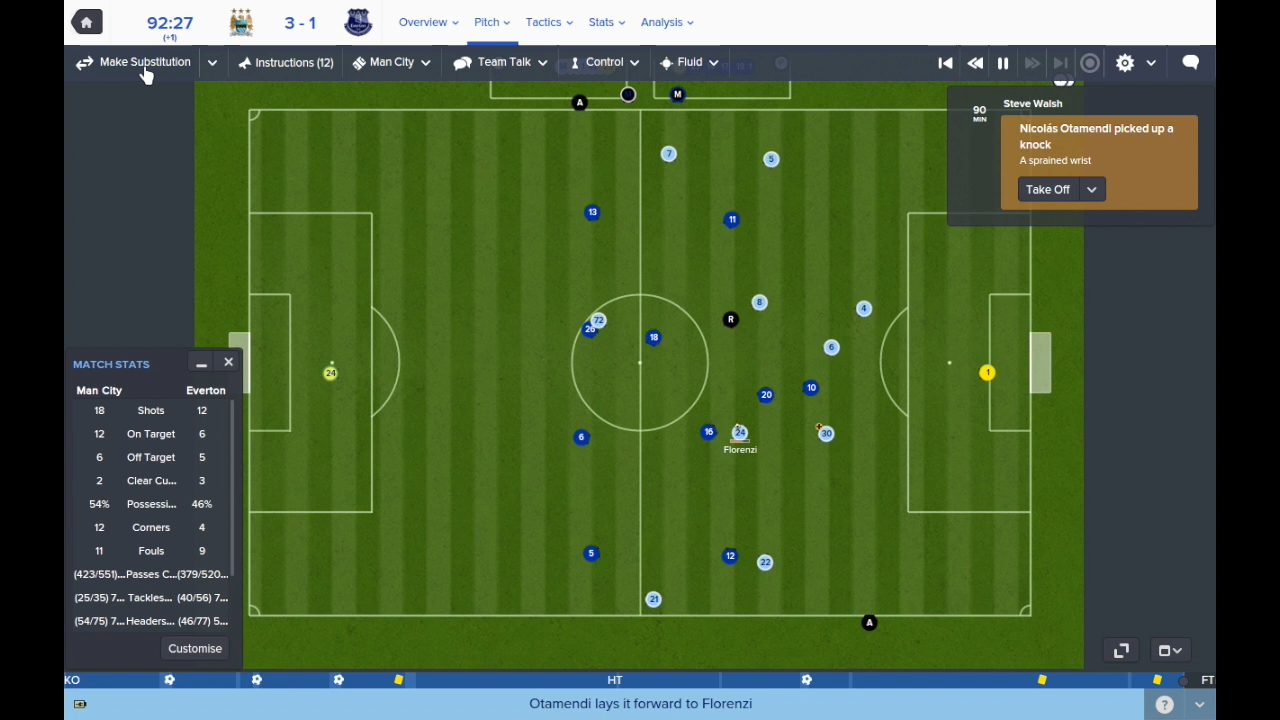 92:27
(+1)
3 - 1
Overview
Pitch
Tactics
Stats
Analysis
Make Substitution
Instructions (12)
Man City
Team Talk
Control
Fluid
A
M
90
MIN
Steve Walsh
Nicolás Otamendi picked up a
knock
A sprained wrist
Take Off
7
5
13
11
8
4
72
26
R
18
6
24
1
20
10
16
24
30
6
Florenzi
5
12
22
21
A
MATCH STATS
Man City
Everton
18 Shots 12
12 On Target 6
6 Off Target 5
2 Clear Cu... 3
54% Possessi... 46%
12 Corners 4
11 Fouls 9
(423/551)... Passes C... (379/520...
(25/35) 7... Tackles... (40/56) 7...
(54/75) 7... Headers... (46/77) 5...
Customise
KO
HT
FT
Otamendi lays it forward to Florenzi
?